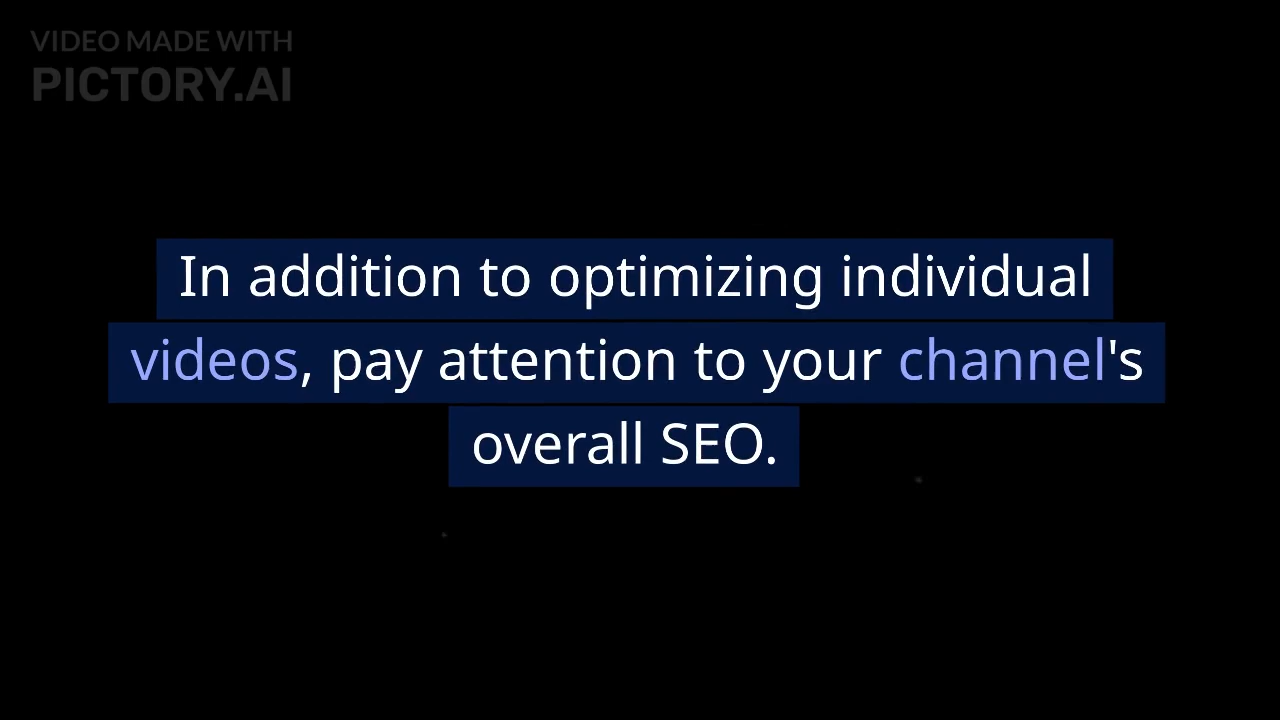 VIDEO MADE WITH
PICTORY.AI
In addition to optimizing individual
videos, pay attention to your channel's
overall SEO.